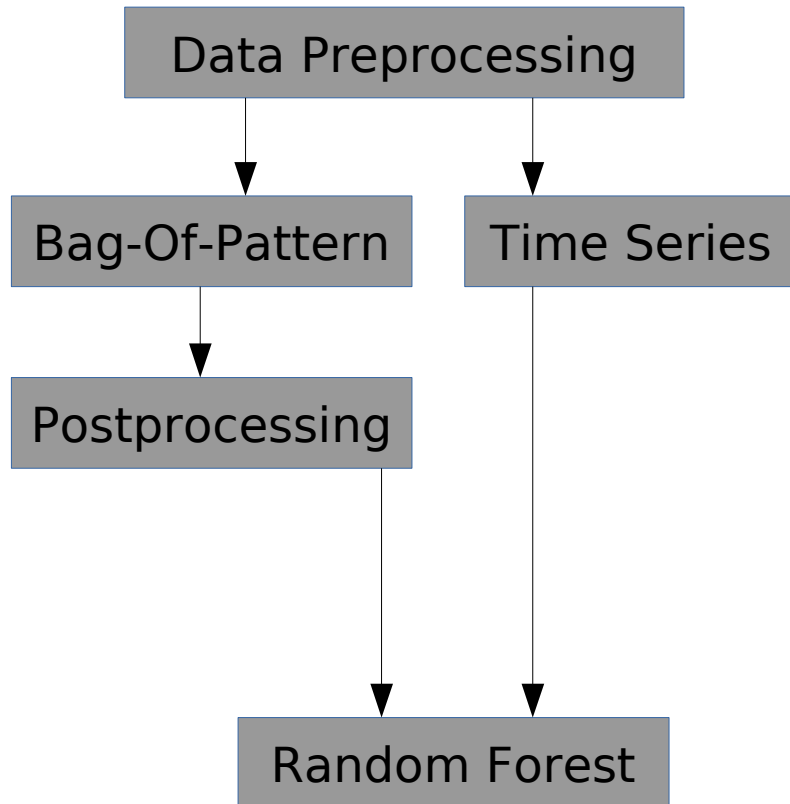 Data Preprocessing
Bag-Of-Pattern
Time Series
Postprocessing
Random Forest